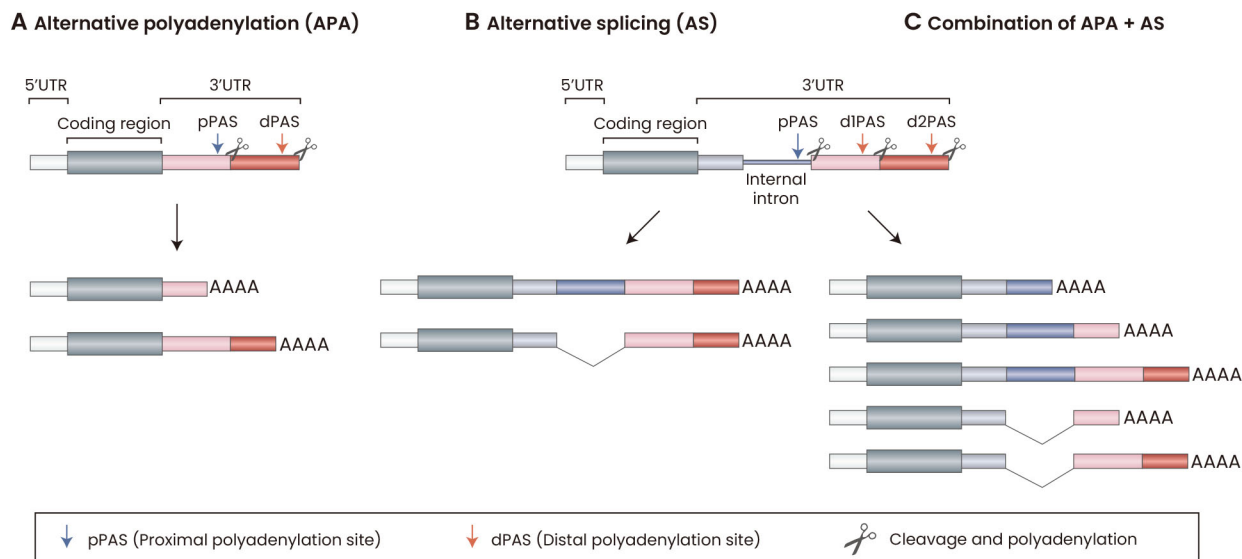 A Alternative polyadenylation (APA)
B Alternative splicing (AS)
C Combination of APA + AS
5'UTR
3'UTR
Coding region
pPAS
dPAS
5'UTR
3'UTR
Coding region
pPAS
d1PAS
d2PAS
Internal
intron
AAAA
AAAA
AAAA
AAAA
AAAA
AAAA
AAAA
AAAA
AAAA
pPAS (Proximal polyadenylation site)
dPAS (Distal polyadenylation site)
Cleavage and polyadenylation